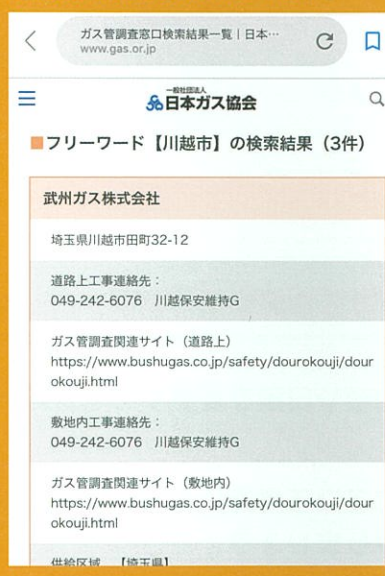 ガス管調査窓口検索結果一覧｜日本…
www.gas.or.jp
一般社団法人
日本ガス協会
■フリーワード【川越市】の検索結果（3件）
武州ガス株式会社
埼玉県川越市田町32-12
道路上工事連絡先：
049-242-6076　川越保安維持G
ガス管調査関連サイト（道路上）
https://www.bushugas.co.jp/safety/dourokouji/dour
okouji.html
敷地内工事連絡先：
049-242-6076　川越保安維持G
ガス管調査関連サイト（敷地内）
https://www.bushugas.co.jp/safety/dourokouji/dour
okouji.html
供給区域　【埼玉県】